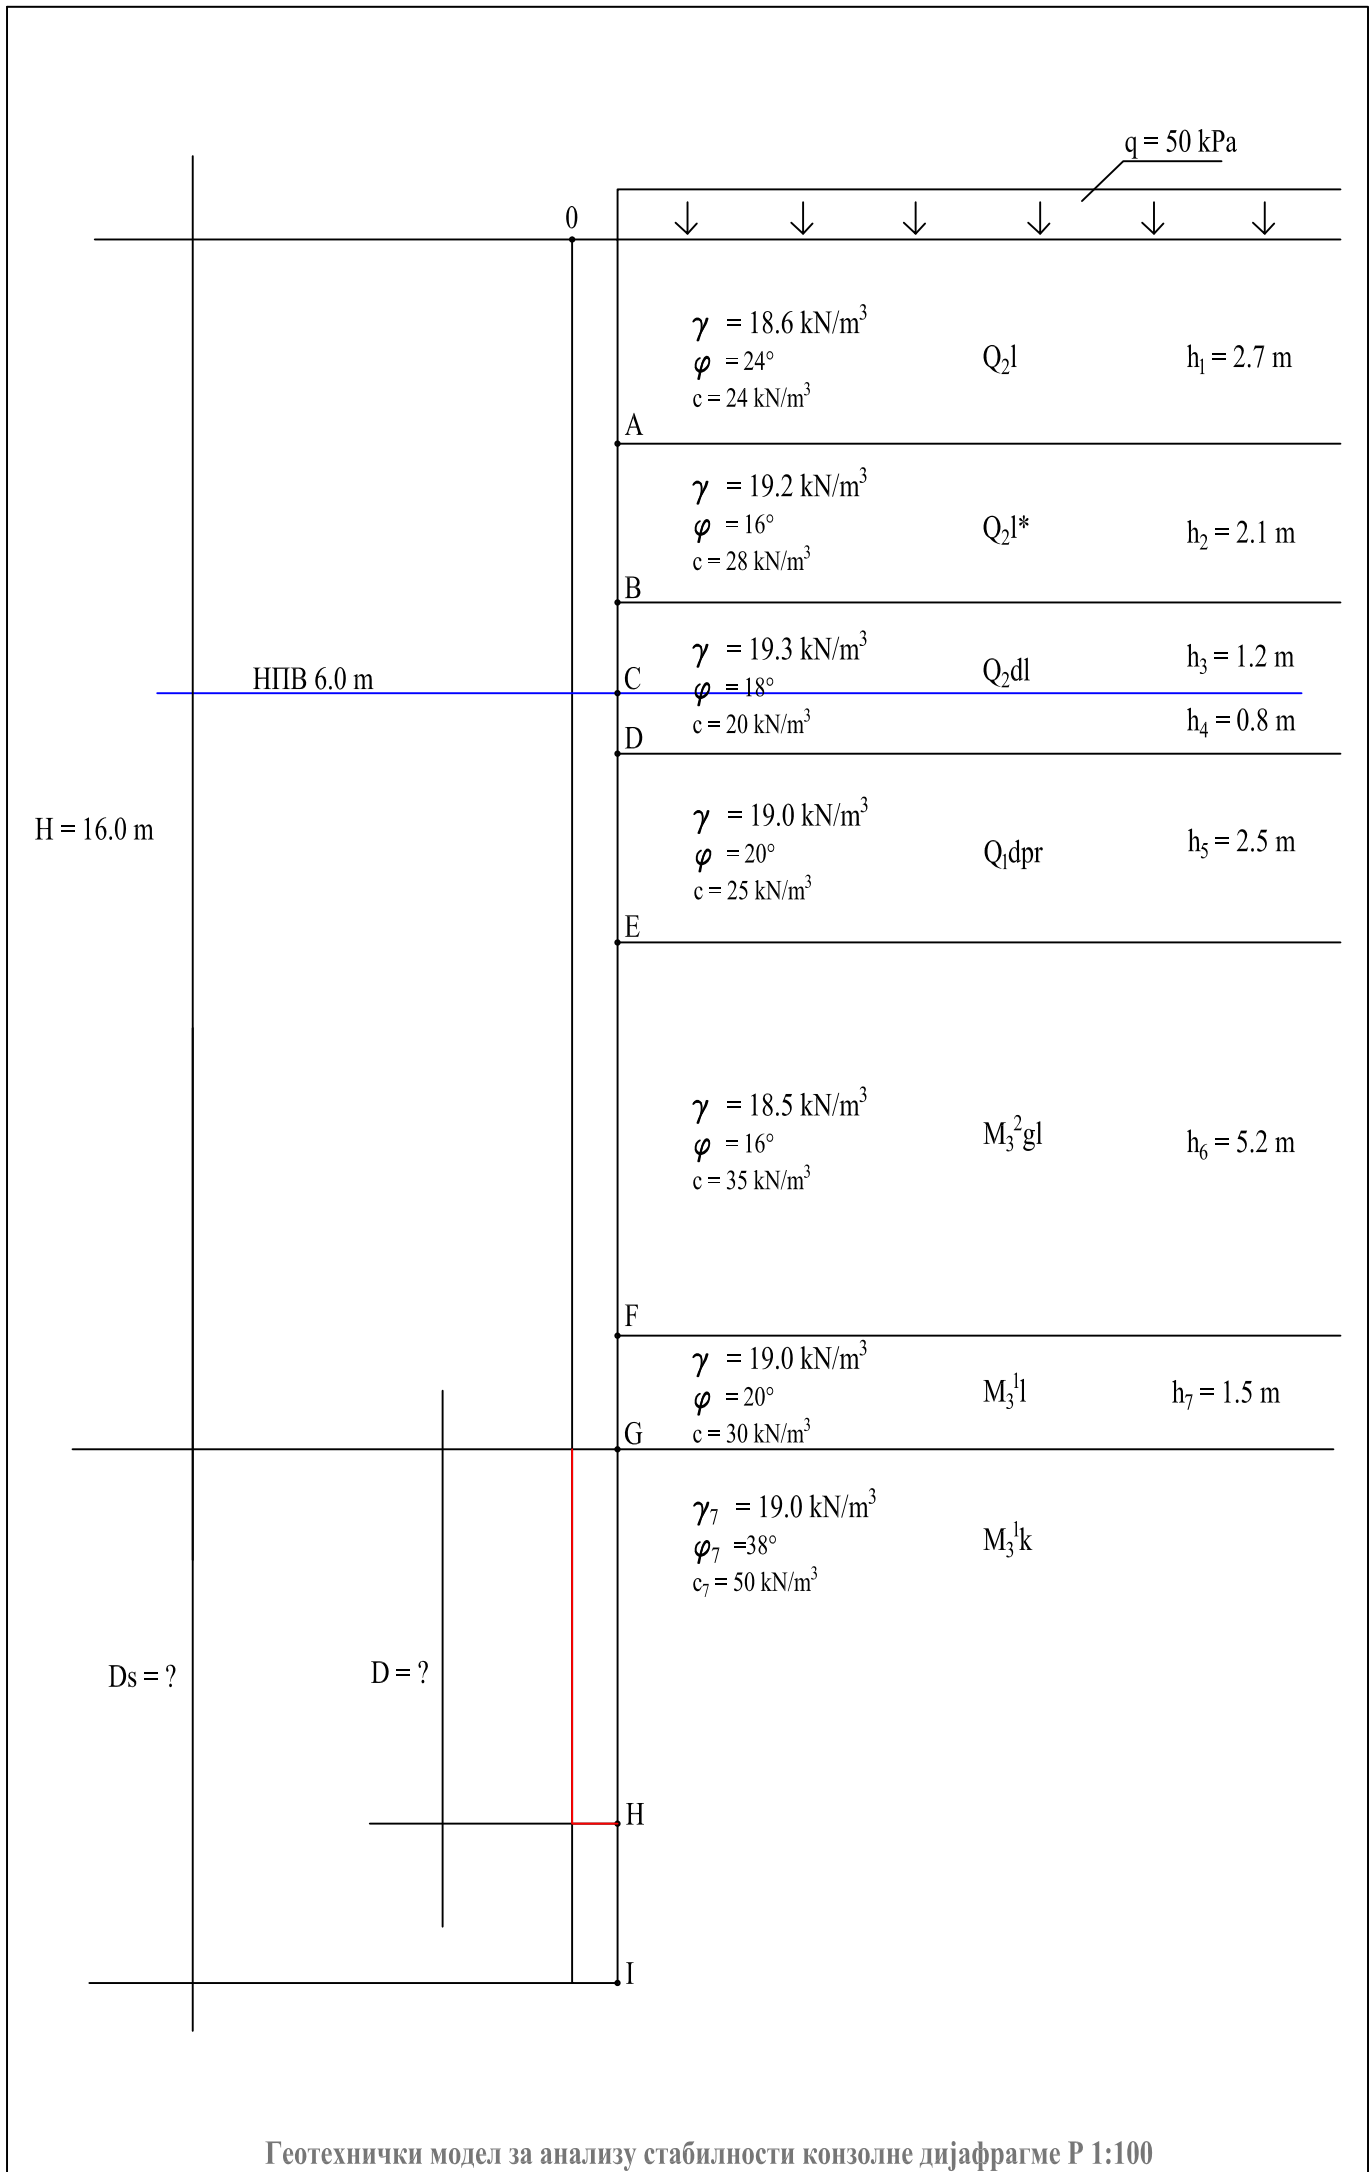 q = 50 kPa
0
γ = 18.6 kN/m³
φ = 24°
c = 24 kN/m³
Q₂l
h₁ = 2.7 m
A
γ = 19.2 kN/m³
φ = 16°
c = 28 kN/m³
Q₂l*
h₂ = 2.1 m
B
γ = 19.3 kN/m³
φ = 18°
c = 20 kN/m³
Q₂dl
h₃ = 1.2 m
НПВ 6.0 m
C
h₄ = 0.8 m
D
H = 16.0 m
γ = 19.0 kN/m³
φ = 20°
c = 25 kN/m³
Q₁dpr
h₅ = 2.5 m
E
γ = 18.5 kN/m³
φ = 16°
c = 35 kN/m³
M₃²gl
h₆ = 5.2 m
F
γ = 19.0 kN/m³
φ = 20°
c = 30 kN/m³
M₃¹l
h₇ = 1.5 m
G
γ₇ = 19.0 kN/m³
φ₇ =38°
c₇ = 50 kN/m³
M₃¹k
Ds = ?
D = ?
H
I
Геотехнички модел за анализу стабилности конзолне дијафрагме Р 1:100